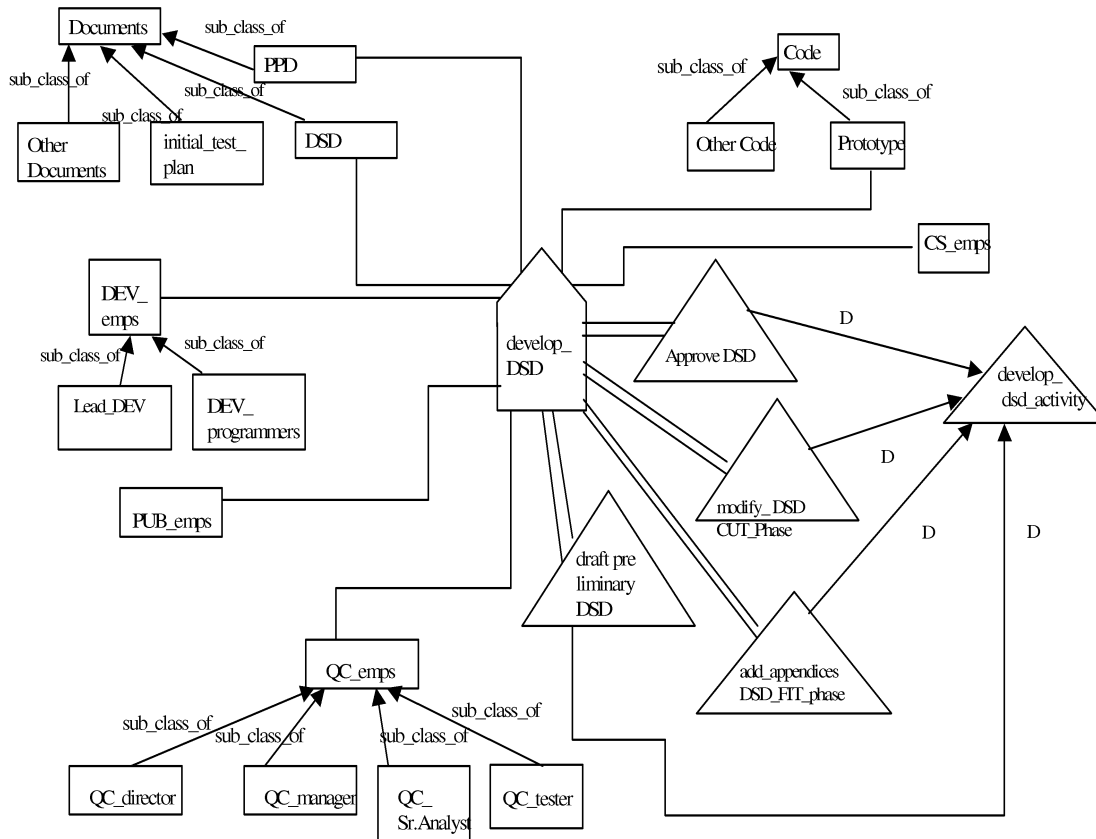 Documents
sub_class_of
PPD
Code
sub_class_of
sub_class_of
sub_class_of
sub_class_of
sub_class_of
Other
Documents
initial_test_
plan
DSD
Other Code
Prototype
CS_emps
DEV_
emps
D
develop_
DSD
Approve DSD
develop_
dsd_activity
sub_class_of
sub_class_of
Lead_DEV
DEV_
programmers
D
PUB_emps
modify_ DSD
CUT_Phase
D
D
draft pre
liminary
DSD
QC_emps
add_appendices
DSD_FIT_phase
sub_class_of
sub_class_of
sub_class_of
sub_class_of
QC_director
QC_manager
QC_
Sr.Analyst
QC_tester